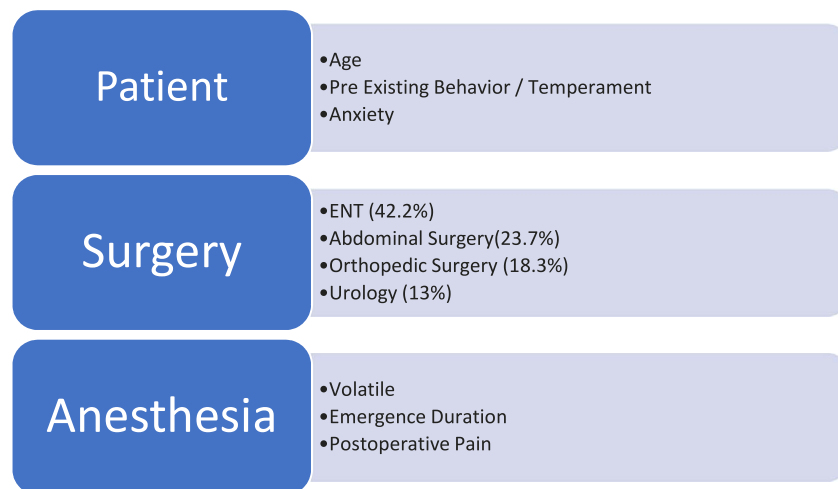 Patient
•Age
•Pre Existing Behavior / Temperament
•Anxiety
Surgery
•ENT (42.2%)
•Abdominal Surgery(23.7%)
•Orthopedic Surgery (18.3%)
•Urology (13%)
Anesthesia
•Volatile
•Emergence Duration
•Postoperative Pain